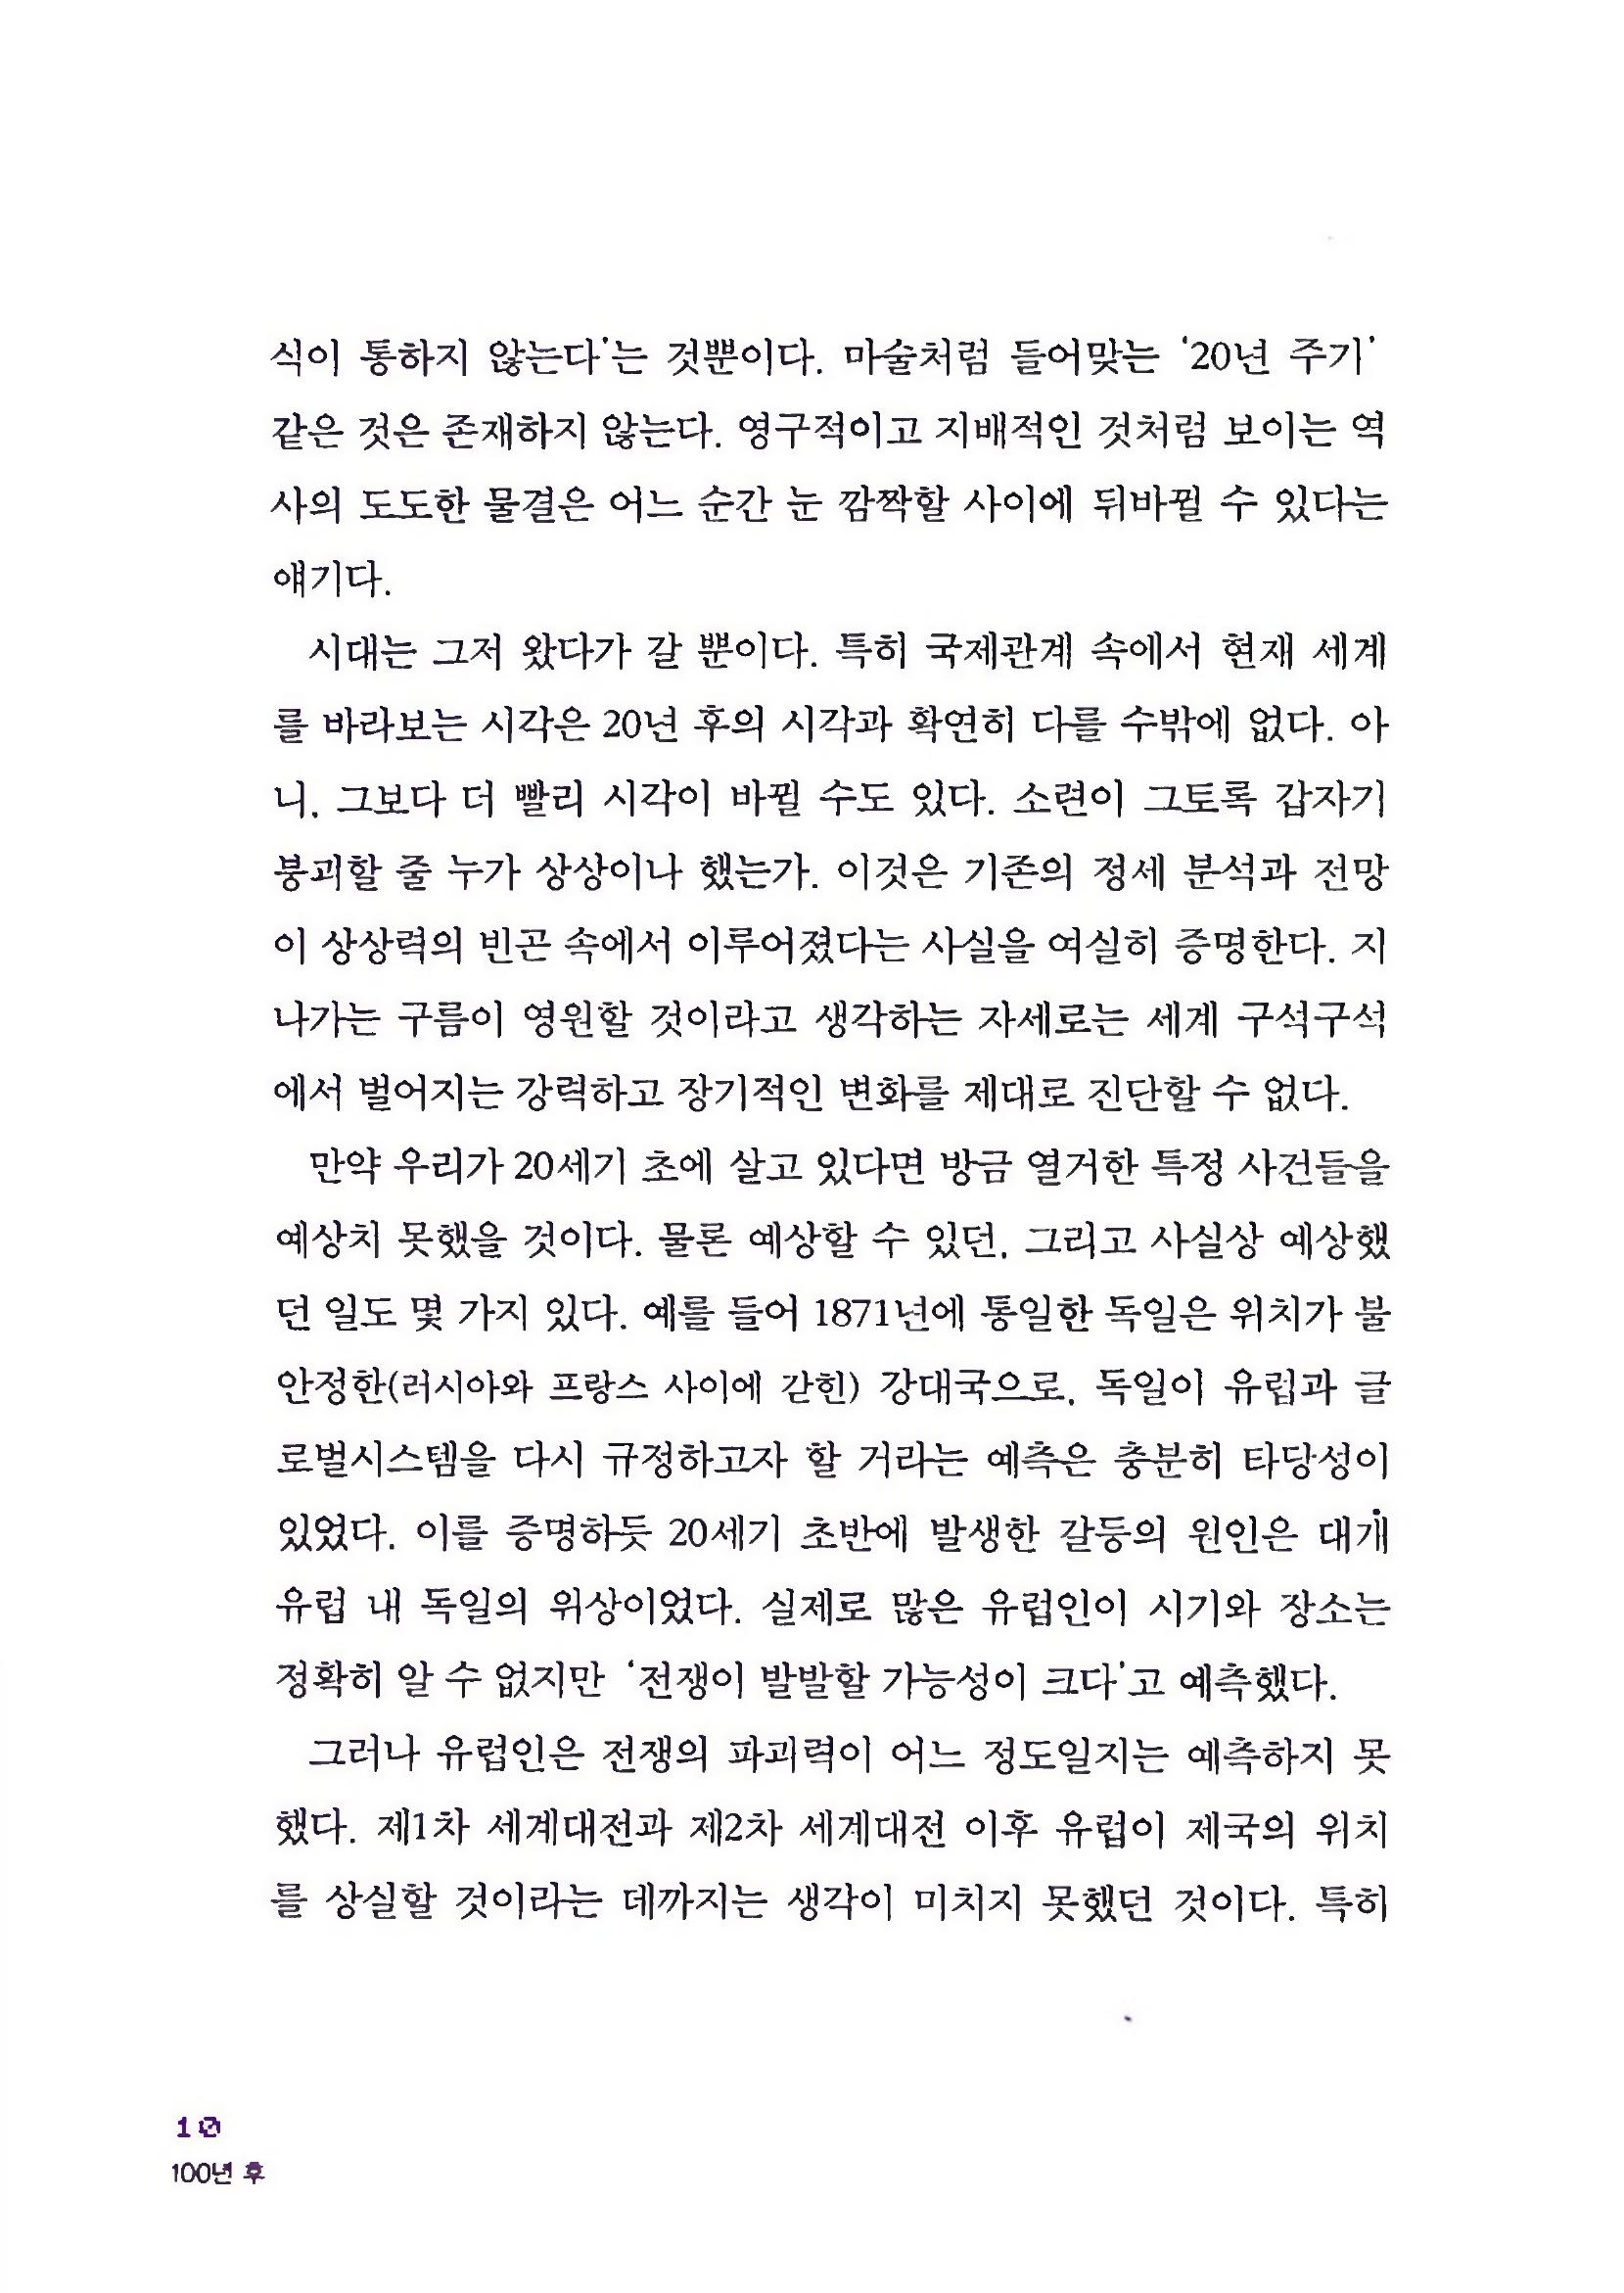 식이 통하지 않는다’는 것뿐이다. 마술처럼 들어맞는 ‘20년 주기’
같은 것은 존재하지 않는다. 영구적이고 지배적인 것처럼 보이는 역
사의 도도한 물결은 어느 순간 눈 깜짝할 사이에 뒤바뀔 수 있다는
얘기다.
시대는 그저 왔다가 갈 뿐이다. 특히 국제관계 속에서 현재 세계
를 바라보는 시각은 20년 후의 시각과 확연히 다를 수밖에 없다. 아
니, 그보다 더 빨리 시각이 바뀔 수도 있다. 소련이 그토록 갑자기
붕괴할 줄 누가 상상이나 했는가. 이것은 기존의 정세 분석과 전망
이 상상력의 빈곤 속에서 이루어졌다는 사실을 여실히 증명한다. 지
나가는 구름이 영원할 것이라고 생각하는 자세로는 세계 구석구석
에서 벌어지는 강력하고 장기적인 변화를 제대로 진단할 수 없다.
만약 우리가 20세기 초에 살고 있다면 방금 열거한 특정 사건들을
예상치 못했을 것이다. 물론 예상할 수 있던, 그리고 사실상 예상했
던 일도 몇 가지 있다. 예를 들어 1871년에 통일한 독일은 위치가 불
안정한(러시아와 프랑스 사이에 갇힌) 강대국으로, 독일이 유럽과 글
로벌시스템을 다시 규정하고자 할 거라는 예측은 충분히 타당성이
있었다. 이를 증명하듯 20세기 초반에 발생한 갈등의 원인은 대개
유럽 내 독일의 위상이었다. 실제로 많은 유럽인이 시기와 장소는
정확히 알 수 없지만 ‘전쟁이 발발할 가능성이 크다’고 예측했다.
그러나 유럽인은 전쟁의 파괴력이 어느 정도일지는 예측하지 못
했다. 제1차 세계대전과 제2차 세계대전 이후 유럽이 제국의 위치
를 상실할 것이라는 데까지는 생각이 미치지 못했던 것이다. 특히
10
100년 후